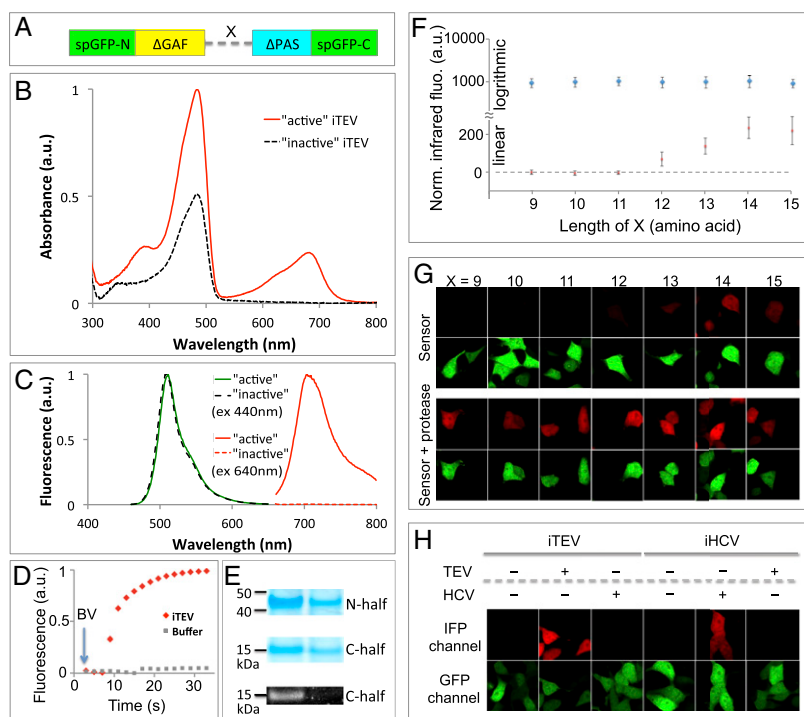 A
spGFP-N ΔGAF X ΔPAS spGFP-C
B
Absorbance (a.u.)
1
0.5
0
"active" iTEV
"inactive" iTEV
300 400 500 600 700 800
Wavelength (nm)
C
Fluorescence (a.u.)
1
0.5
0
"active"
"inactive"
(ex 440nm)
"active"
"inactive"
(ex 640nm)
400 500 600 700 800
Wavelength (nm)
D
Fluorescence (a.u.)
1
0.5
0
BV
iTEV
Buffer
0 10 20 30
Time (s)
E
50
40
N-half
15
kDa
C-half
15
kDa
C-half
F
Norm. infrared fluo. (a.u.)
linear logrithmic
10000
1000
200
0
9 10 11 12 13 14 15
Length of X (amino acid)
G
X = 9 10 11 12 13 14 15
Sensor
Sensor + protease
H
iTEV iHCV
TEV – + – – – +
HCV – – + – + –
IFP
channel
GFP
channel